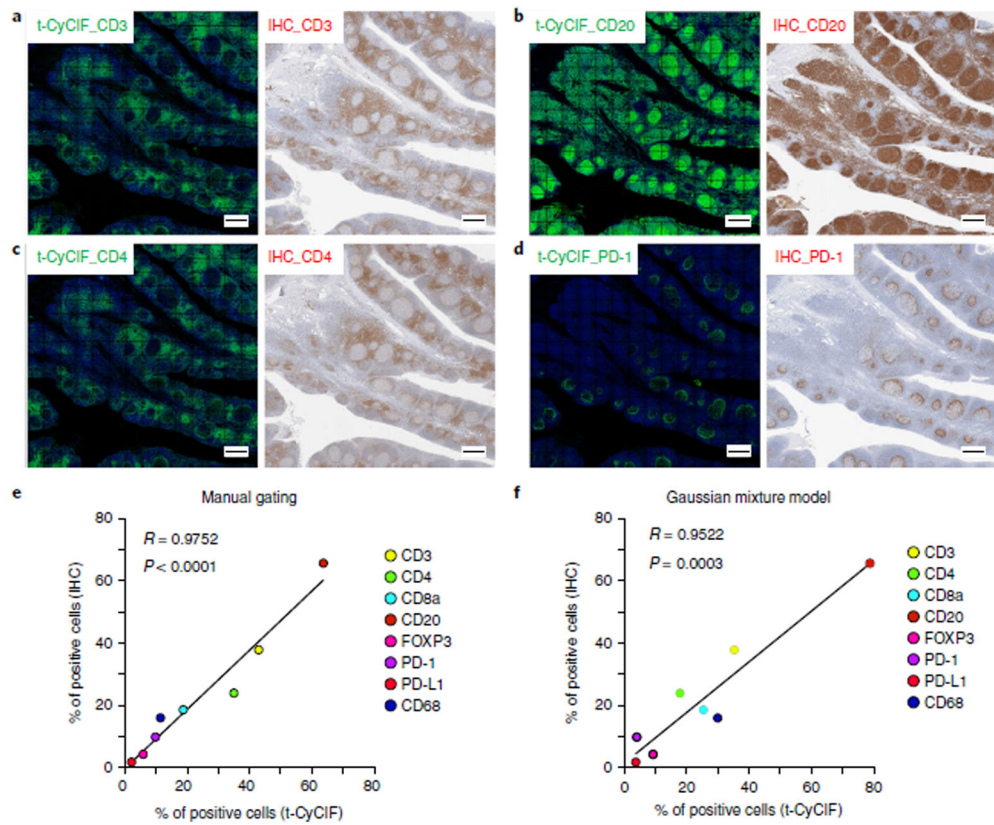 a
t-CyCIF_CD3
IHC_CD3
b
t-CyCIF_CD20
IHC_CD20
c
t-CyCIF_CD4
IHC_CD4
d
t-CyCIF_PD-1
IHC_PD-1
e
Manual gating
R = 0.9752
P < 0.0001
80
60
40
20
0
% of positive cells (IHC)
0
20
40
60
80
% of positive cells (t-CyCIF)
CD3
CD4
CD8a
CD20
FOXP3
PD-1
PD-L1
CD68
f
Gaussian mixture model
R = 0.9522
P = 0.0003
80
60
40
20
0
% of positive cells (IHC)
0
20
40
60
80
% of positive cells (t-CyCIF)
CD3
CD4
CD8a
CD20
FOXP3
PD-1
PD-L1
CD68